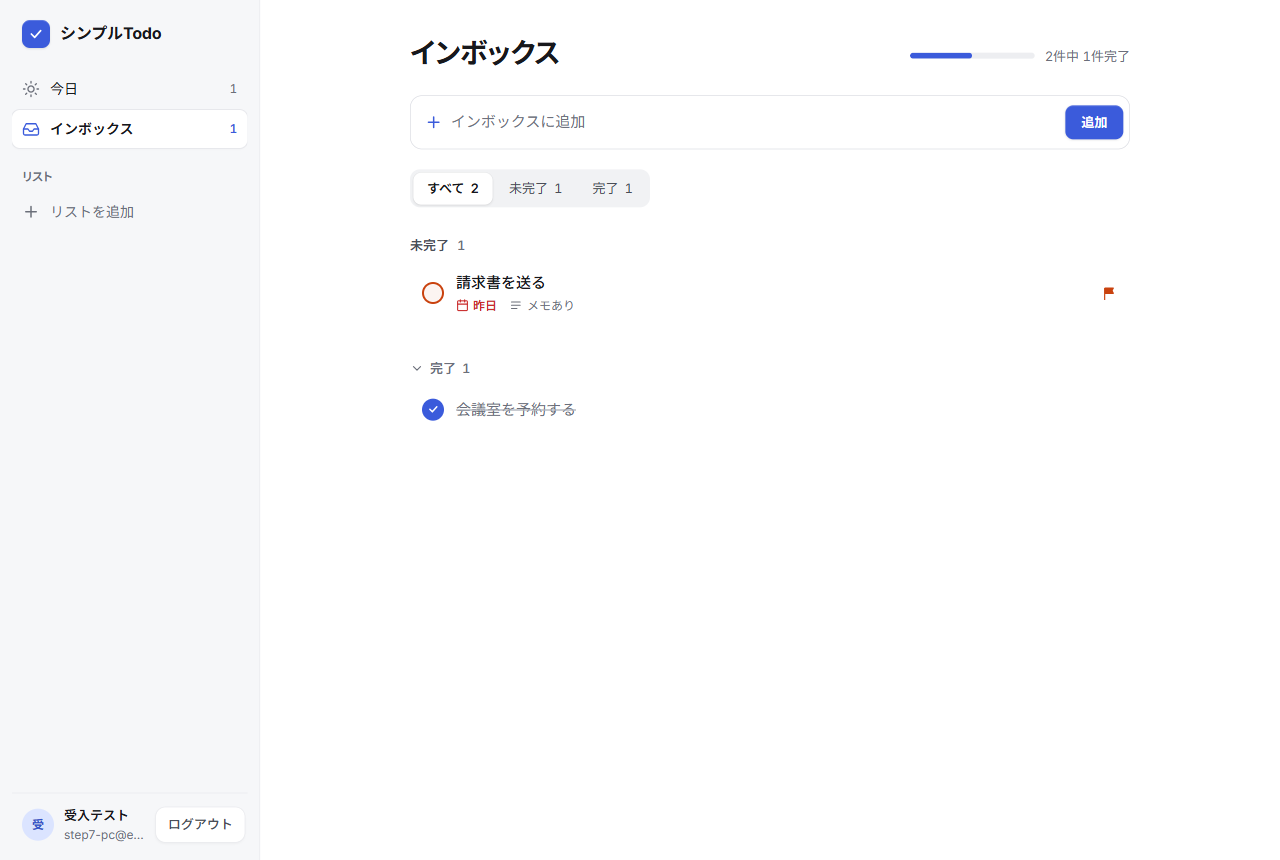 シンプルTodo
今日 1
インボックス 1
リスト
リストを追加
受
受入テスト
step7-pc@e...
ログアウト
インボックス
2件中 1件完了
インボックスに追加
追加
すべて 2 未完了 1 完了 1
未完了 1
請求書を送る
昨日 メモあり
完了 1
会議室を予約する